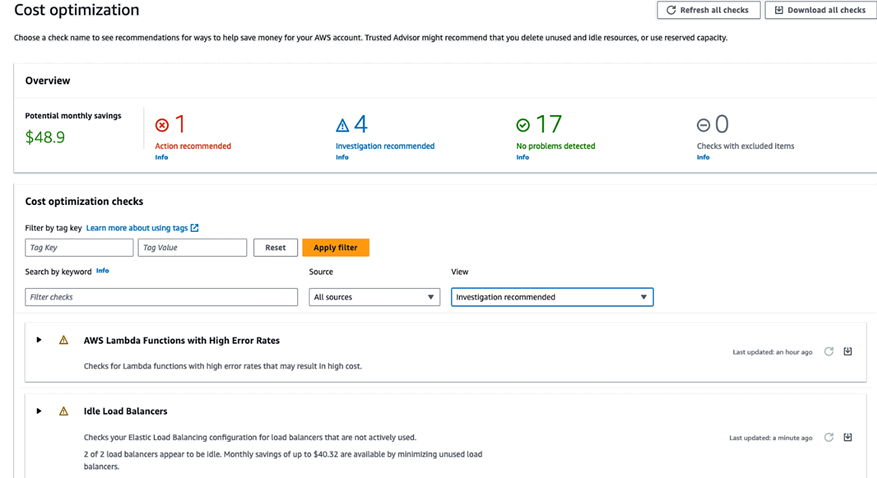 Cost optimization
Refresh all checks
Download all checks
Choose a check name to see recommendations for ways to help save money for your AWS account. Trusted Advisor might recommend that you delete unused and idle resources, or use reserved capacity.
Overview
Potential monthly savings
$48.9
1
Action recommended
Info
4
Investigation recommended
Info
17
No problems detected
Info
0
Checks with excluded items
Info
Cost optimization checks
Filter by tag key Learn more about using tags
Tag Key
Tag Value
Reset
Apply filter
Search by keyword Info
Source
View
Filter checks
All sources
Investigation recommended
AWS Lambda Functions with High Error Rates
Last updated: an hour ago
Checks for Lambda functions with high error rates that may result in high cost.
Idle Load Balancers
Checks your Elastic Load Balancing configuration for load balancers that are not actively used.
Last updated: a minute ago
2 of 2 load balancers appear to be idle. Monthly savings of up to $40.32 are available by minimizing unused load
balancers.